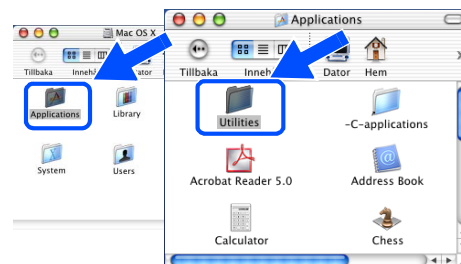 Mac OS X
Tillbaka Innehå ator
Applications
Library
System
Users
Applications
Tillbaka Inneh Dator Hem
Utilities
-C-applications
Acrobat Reader 5.0
Address Book
Calculator
Chess